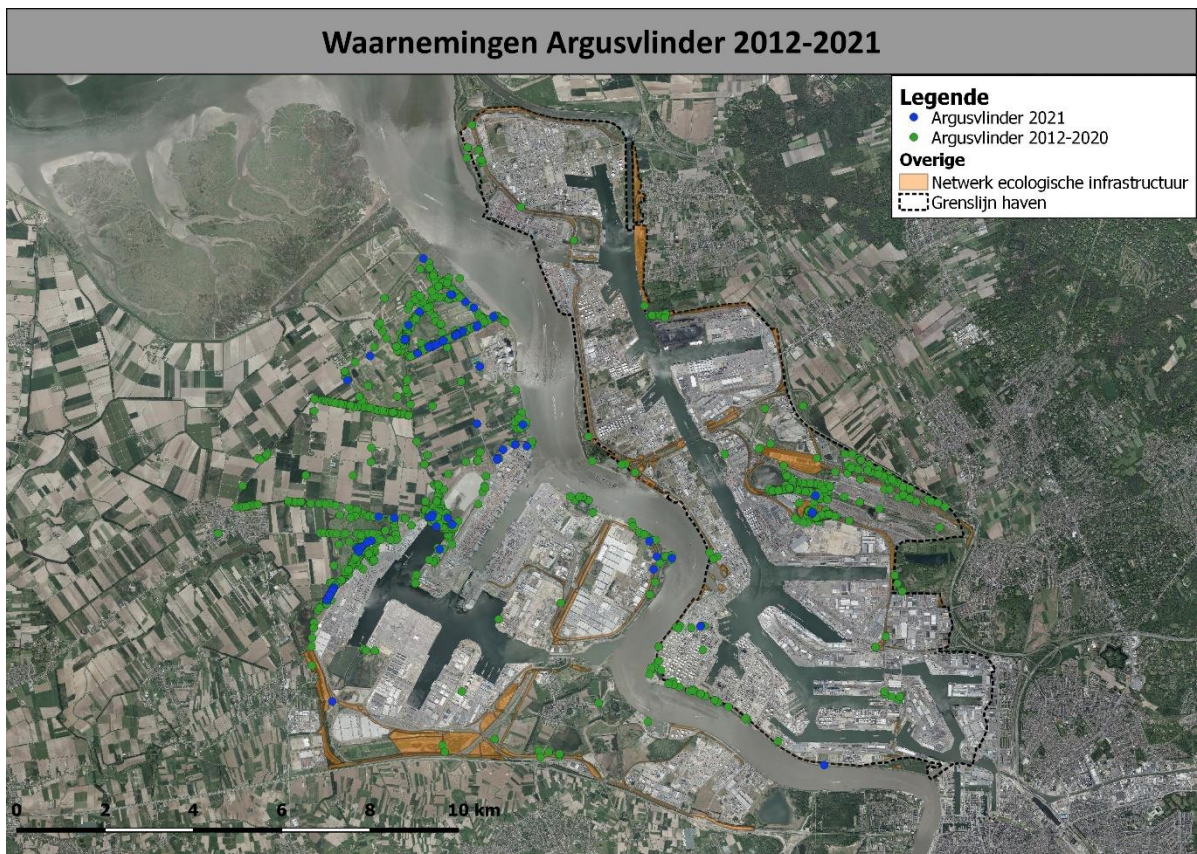 Waarnemingen Argusvlinder 2012-2021
Legende
Argusvlinder 2021
Argusvlinder 2012-2020
Overige
Netwerk ecologische infrastructuur
Grenslijn haven
0 2 4 6 8 10 km